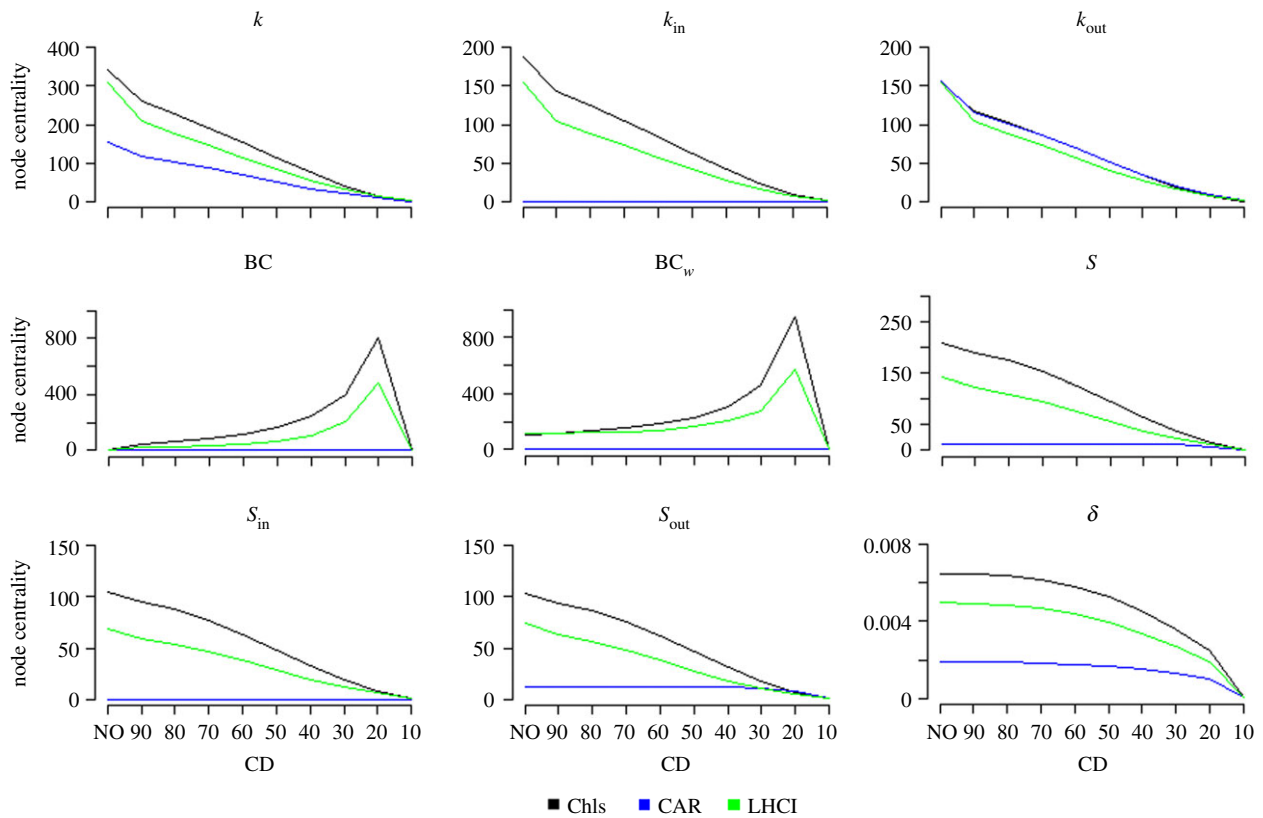 k k_in k_out
node centrality
400 300 200 100 0
200 150 100 50 0
200 150 100 50 0
BC BC_w S
node centrality
800 400 0
800 400 0
250 150 50 0
S_in S_out δ
node centrality
150 100 50 0
150 100 50 0
0.008 0.004 0
NO 90 80 70 60 50 40 30 20 10
NO 90 80 70 60 50 40 30 20 10
NO 90 80 70 60 50 40 30 20 10
CD CD CD
Chls CAR LHCI